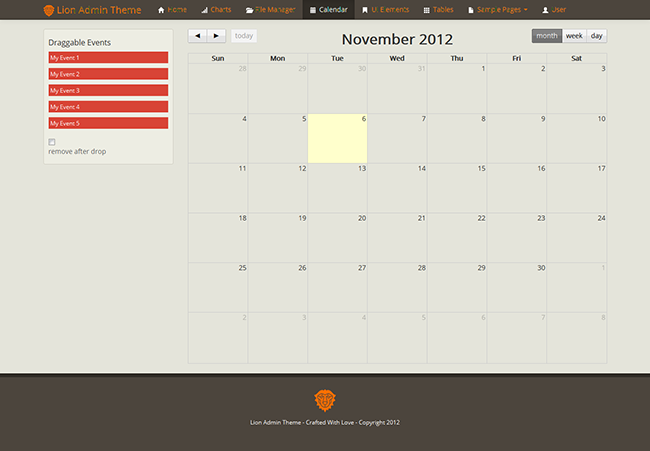 Lion Admin Theme Home Charts File Manager Calendar UI Elements Tables Sample Pages User
Draggable Events
My Event 1
My Event 2
My Event 3
My Event 4
My Event 5
remove after drop
today November 2012 month week day
Sun Mon Tue Wed Thu Fri Sat
28 29 30 31 1 2 3
4 5 6 7 8 9 10
11 12 13 14 15 16 17
18 19 20 21 22 23 24
25 26 27 28 29 30 1
2 3 4 5 6 7 8
Lion Admin Theme - Crafted With Love - Copyright 2012